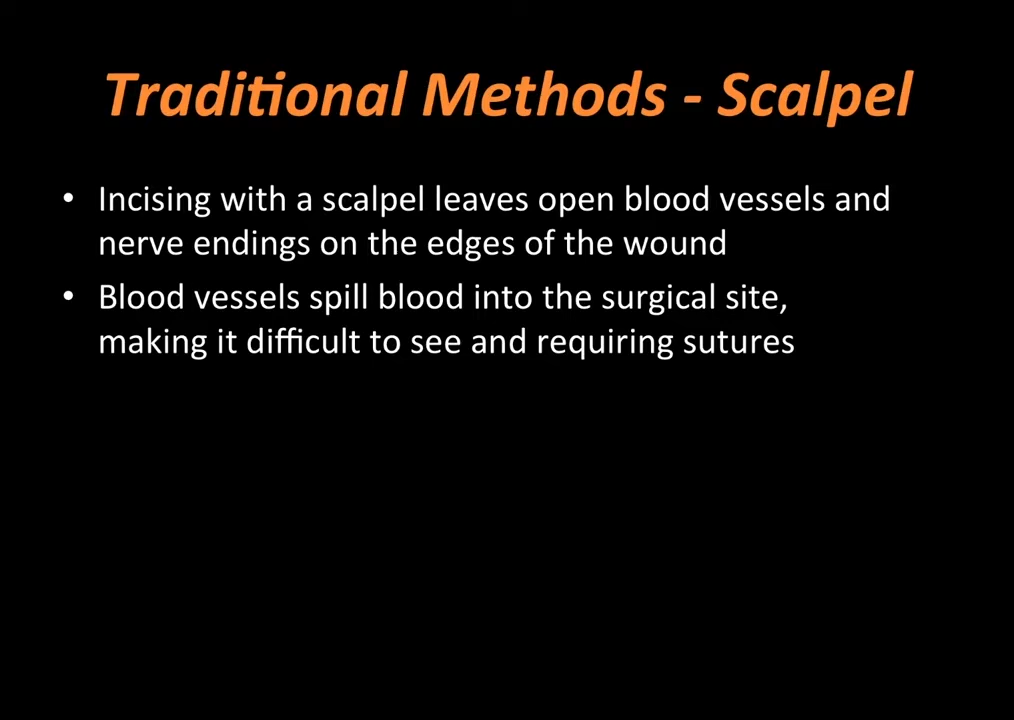 Traditional Methods - Scalpel
• Incising with a scalpel leaves open blood vessels and
nerve endings on the edges of the wound
• Blood vessels spill blood into the surgical site,
making it difficult to see and requiring sutures